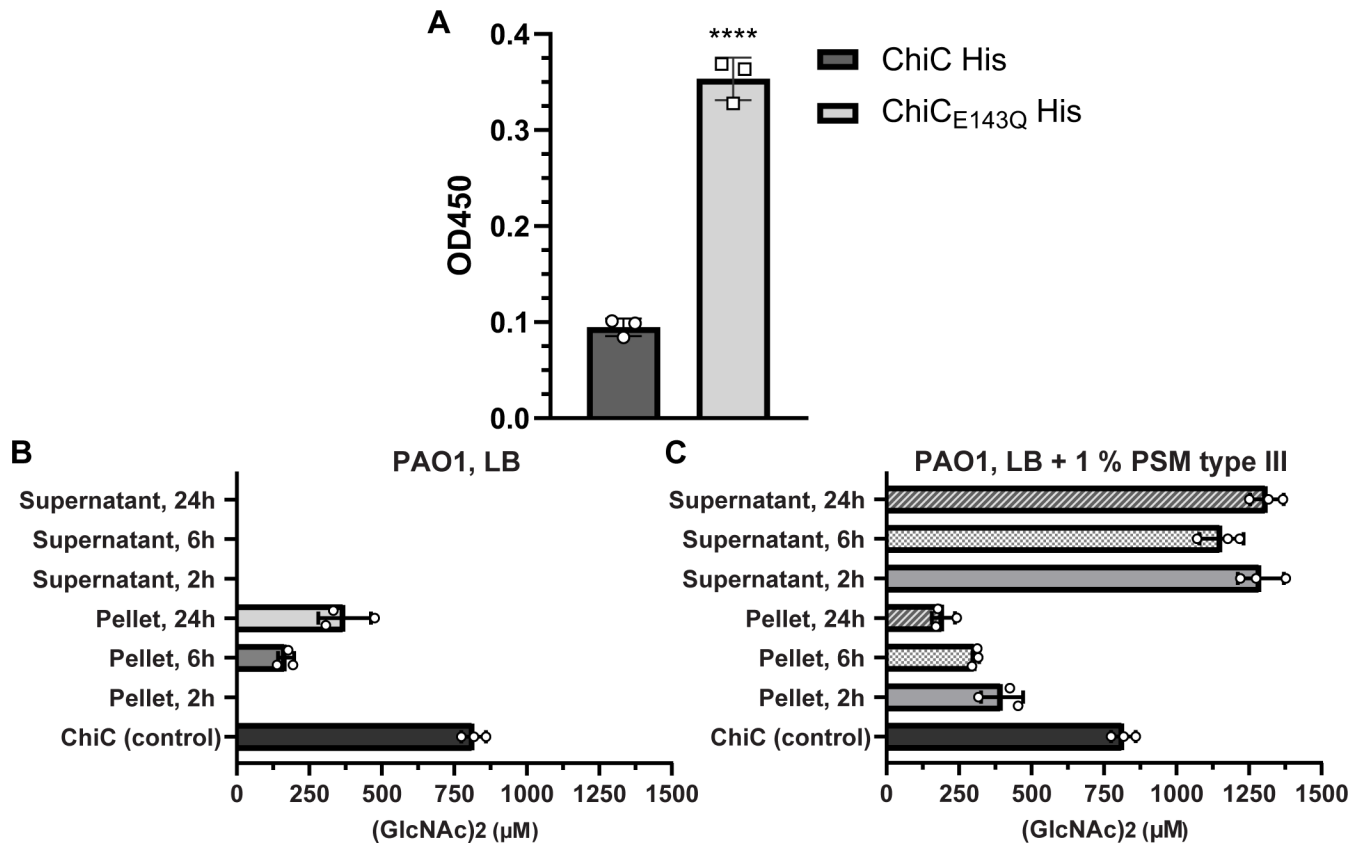 A
0.4
0.3
0.2
0.1
0.0
OD450
****
ChiC His
ChiCE143Q His
B
PAO1, LB
Supernatant, 24h
Supernatant, 6h
Supernatant, 2h
Pellet, 24h
Pellet, 6h
Pellet, 2h
ChiC (control)
0 250 500 750 1000 1250 1500
(GlcNAc)2 (µM)
C
PAO1, LB + 1 % PSM type III
Supernatant, 24h
Supernatant, 6h
Supernatant, 2h
Pellet, 24h
Pellet, 6h
Pellet, 2h
ChiC (control)
0 250 500 750 1000 1250 1500
(GlcNAc)2 (µM)